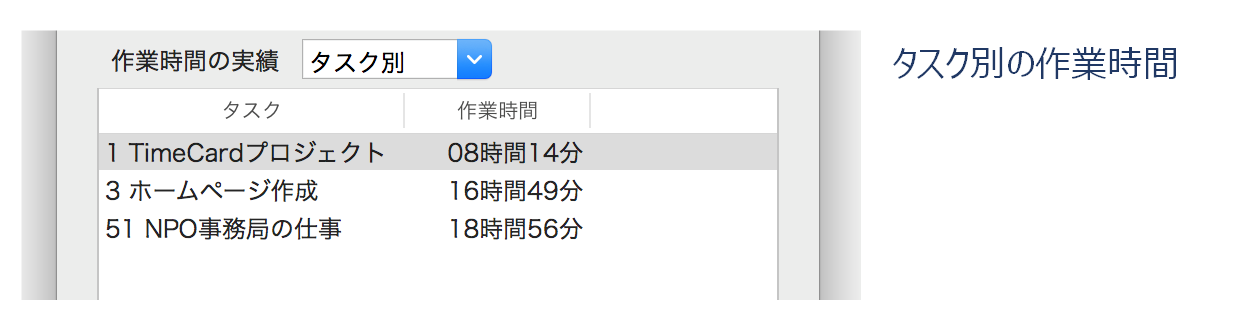 作業時間の実績 タスク別
タスク別の作業時間
タスク 作業時間
1 TimeCardプロジェクト 08時間14分
3 ホームページ作成 16時間49分
51 NPO事務局の仕事 18時間56分